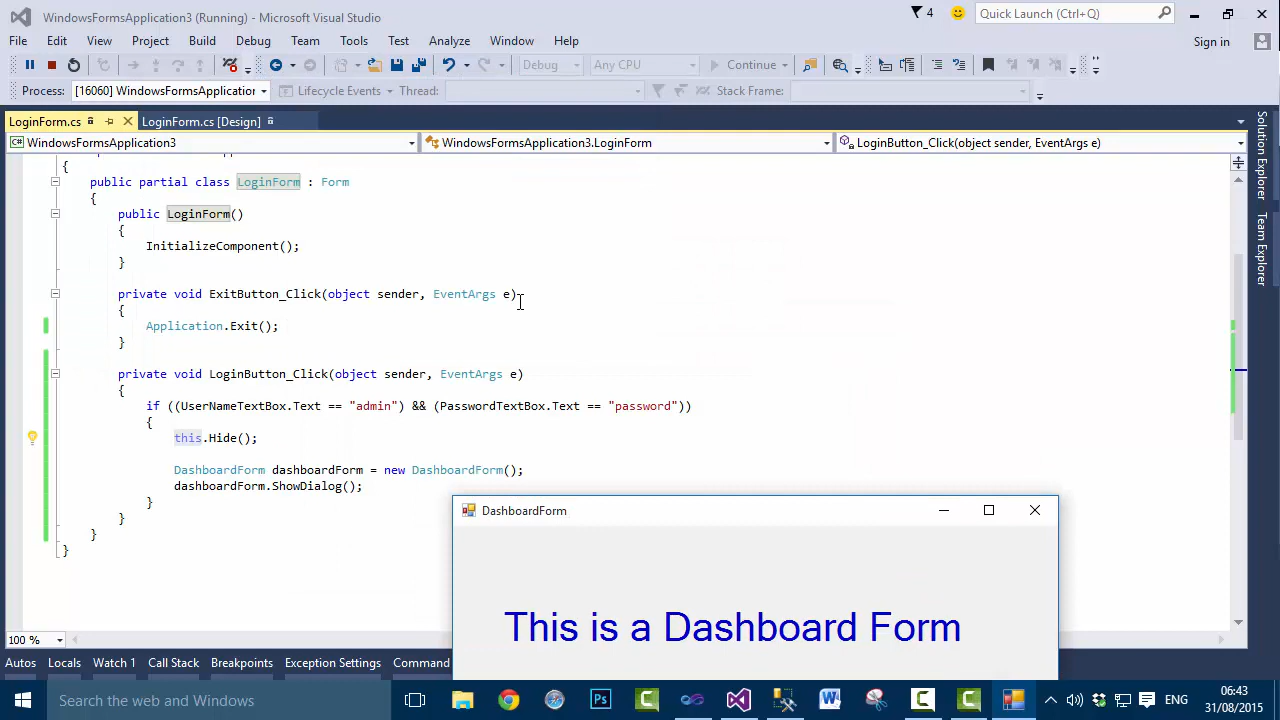 WindowsFormsApplication3 (Running) - Microsoft Visual Studio
4
Quick Launch (Ctrl+Q)
File Edit View Project Build Debug Team Tools Test Analyze Window Help
Sign in
Debug Any CPU Continue
Process: [16060] WindowsFormsApplication Lifecycle Events Thread: Stack Frame:
LoginForm.cs LoginForm.cs [Design]
WindowsFormsApplication3 WindowsFormsApplication3.LoginForm LoginButton_Click(object sender, EventArgs e)
Solution Explorer
Team Explorer
{
public partial class LoginForm : Form
{
public LoginForm()
{
InitializeComponent();
}
private void ExitButton_Click(object sender, EventArgs e)
{
Application.Exit();
}
private void LoginButton_Click(object sender, EventArgs e)
{
if ((UserNameTextBox.Text == "admin") && (PasswordTextBox.Text == "password"))
{
this.Hide();
DashboardForm dashboardForm = new DashboardForm();
dashboardForm.ShowDialog();
}
}
}
}
DashboardForm
This is a Dashboard Form
100 %
Autos Locals Watch 1 Call Stack Breakpoints Exception Settings Command
Search the web and Windows
Ps
ENG
06:43
31/08/2015